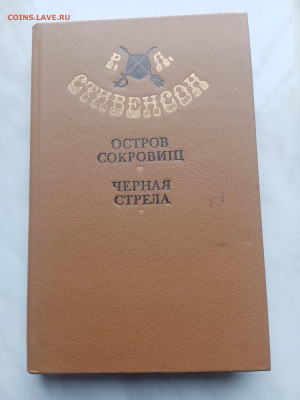 COINS.LAVE.RU
Р. Л.
СТИВЕНСОН
ОСТРОВ
СОКРОВИЩ
ЧЕРНАЯ
СТРЕЛА